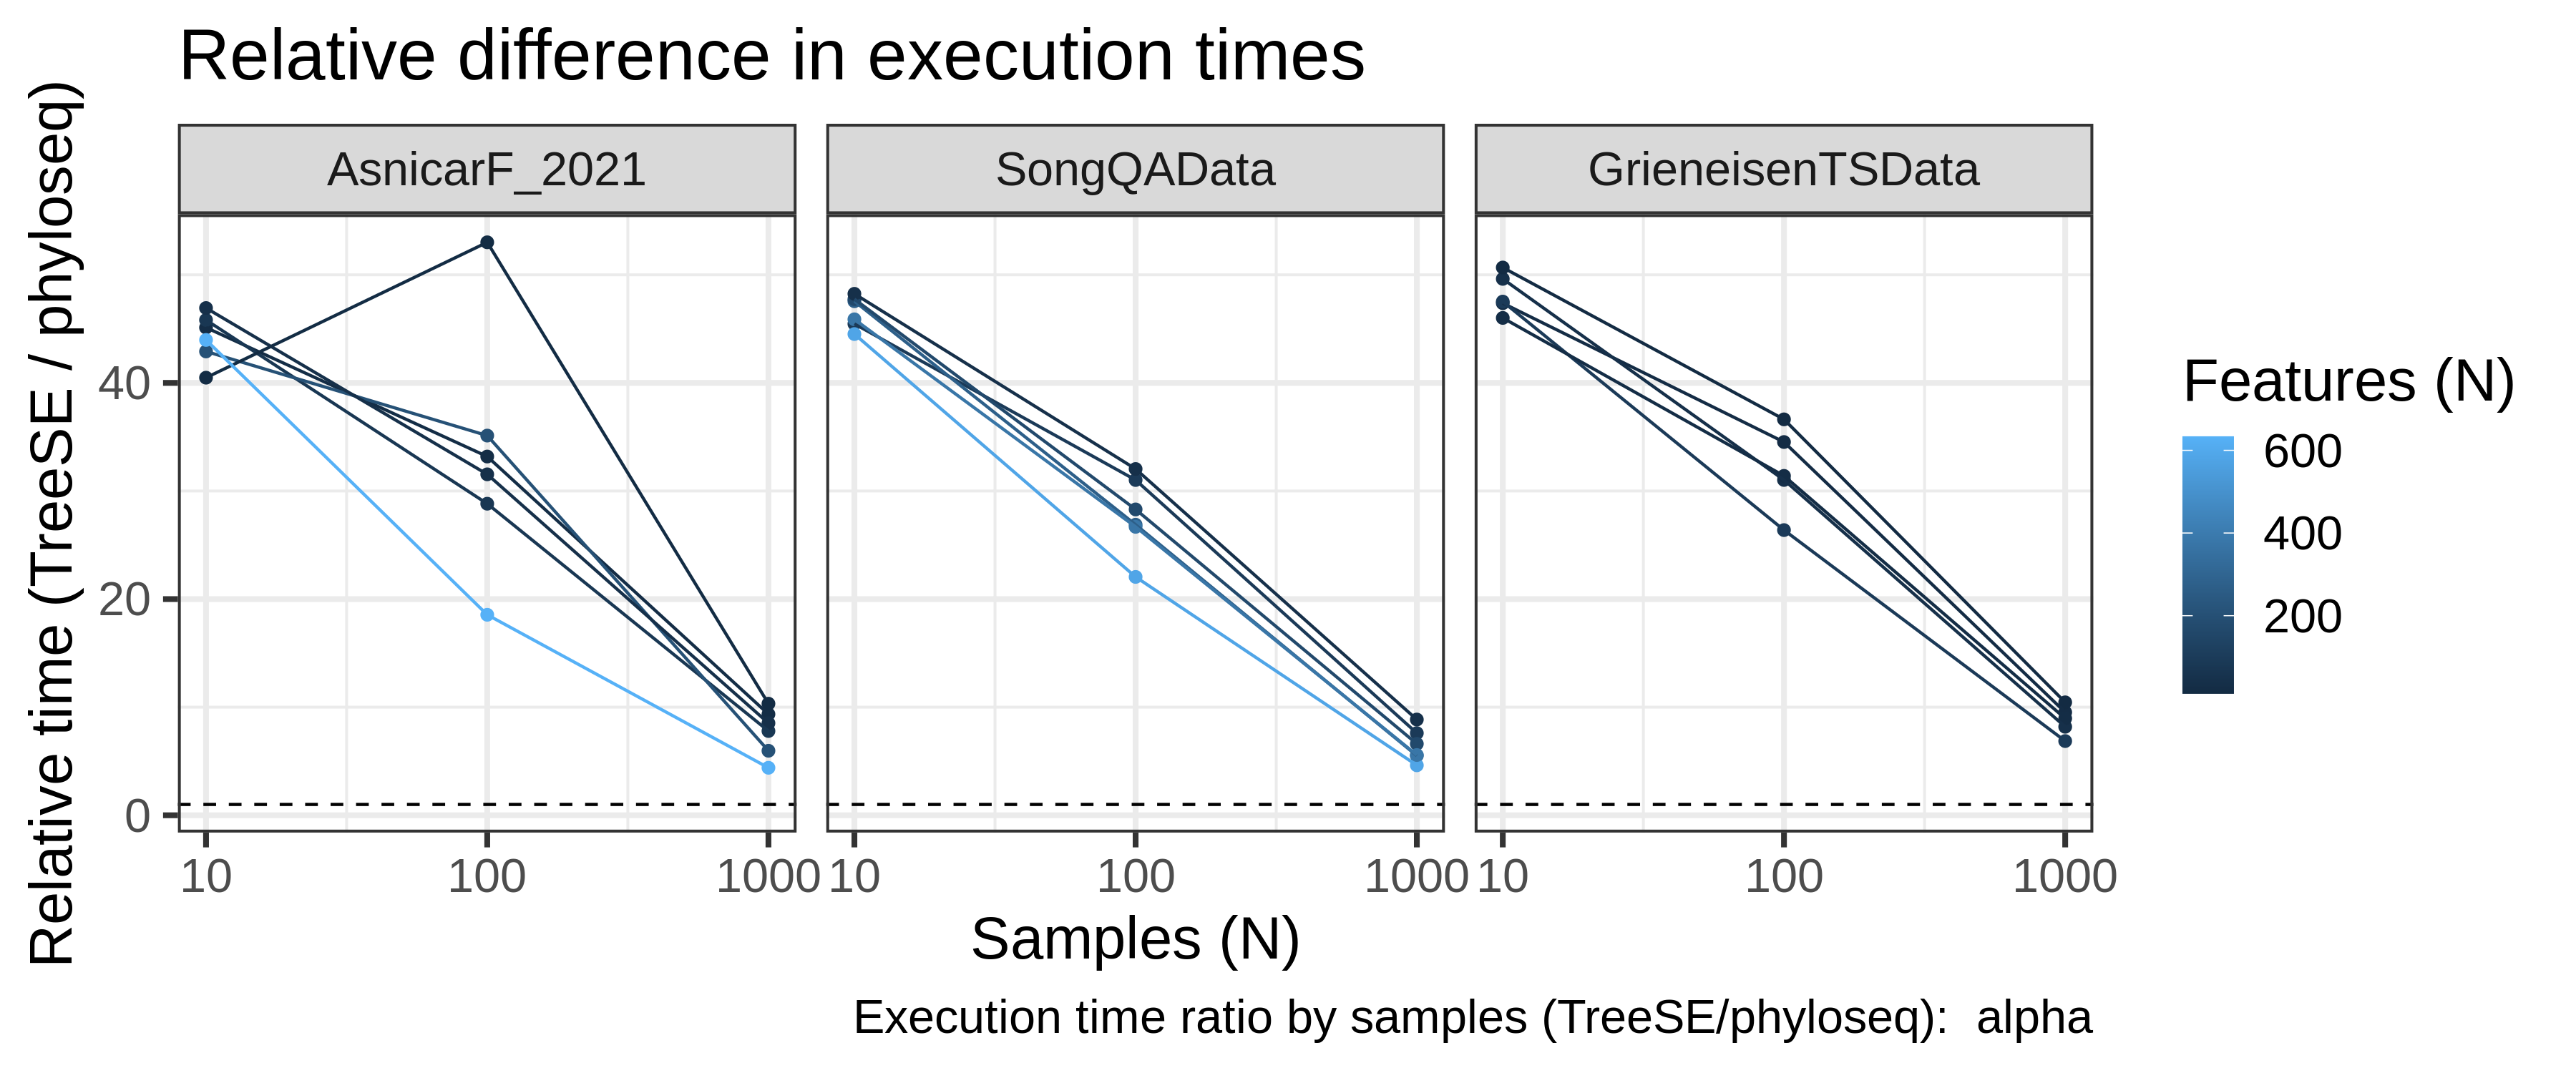 Relative difference in execution times
Relative time (TreeSE / phyloseq)
AsnicarF_2021
SongQAData
GrieneisenTSData
40
20
0
10 100 1000
10 100 1000
10 100 1000
Samples (N)
Features (N)
600
400
200
Execution time ratio by samples (TreeSE/phyloseq):  alpha